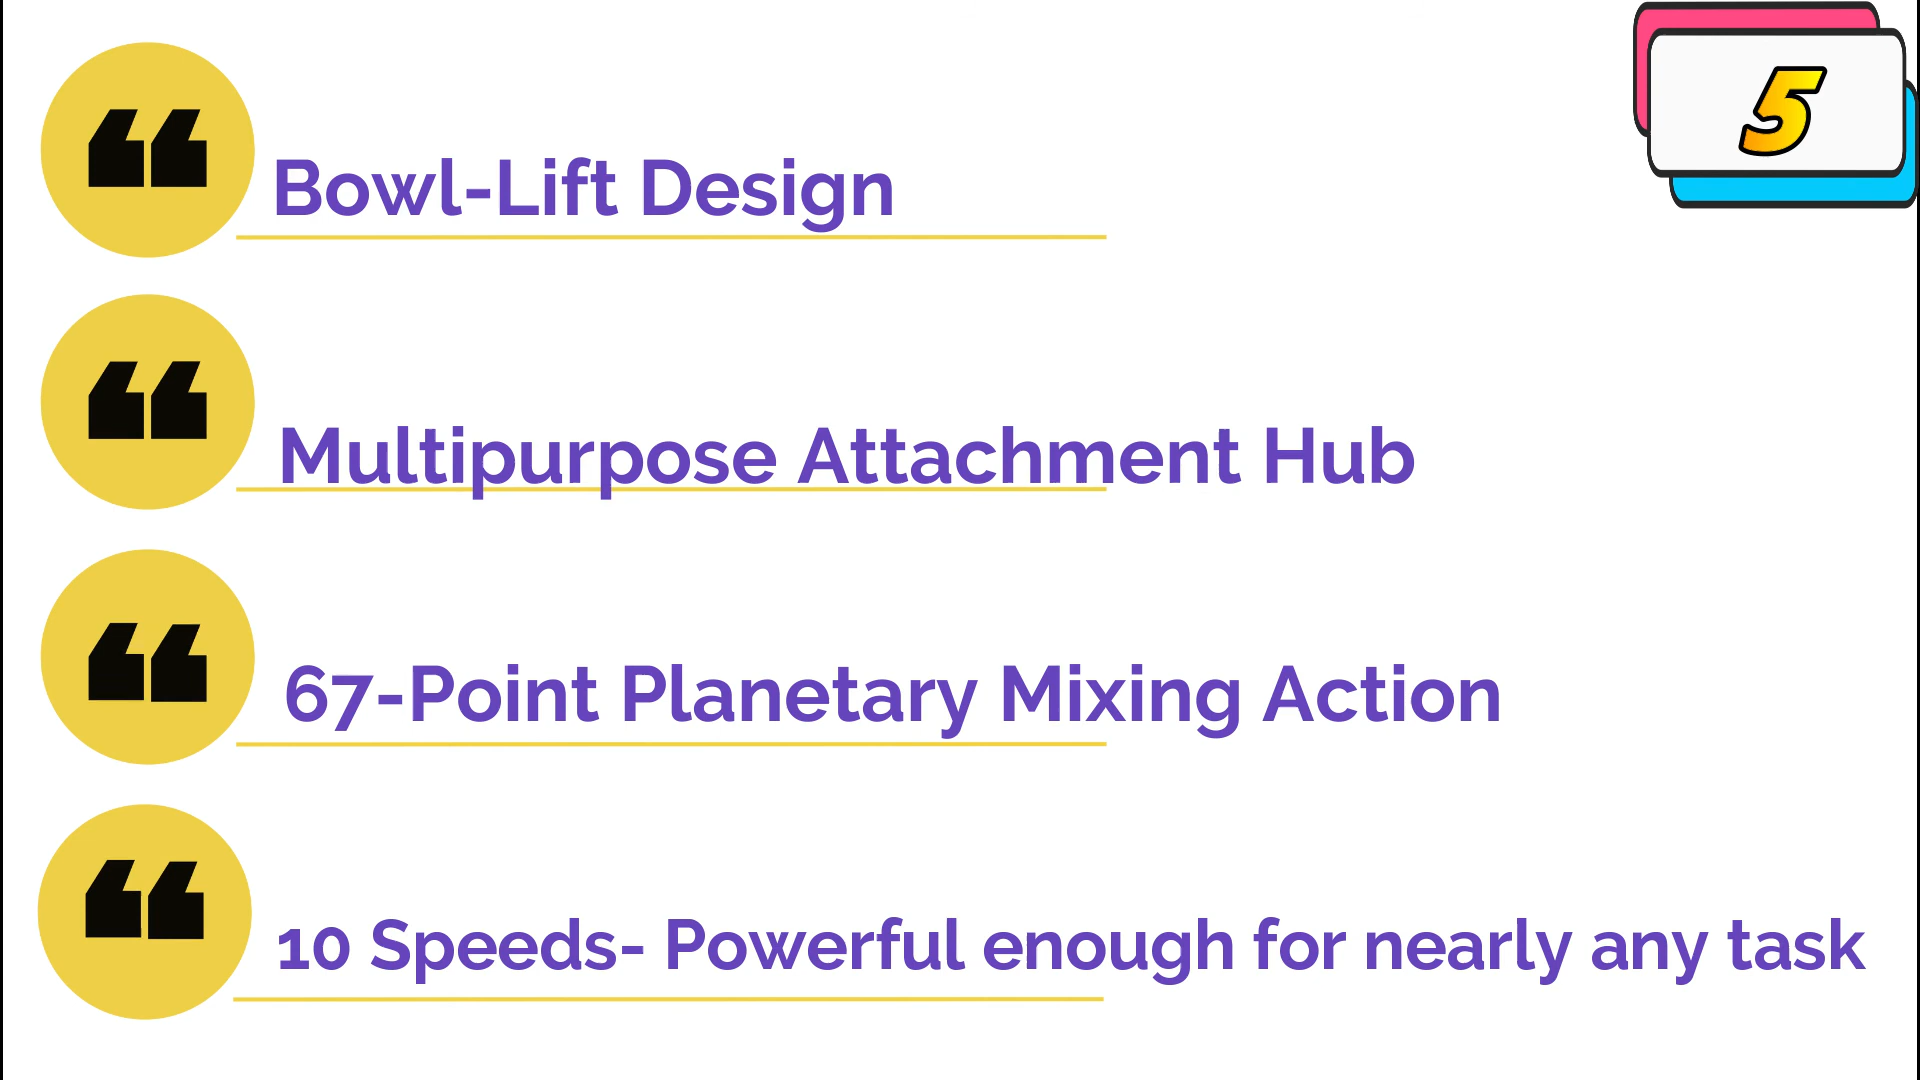 5
Bowl-Lift Design
Multipurpose Attachment Hub
67-Point Planetary Mixing Action
10 Speeds- Powerful enough for nearly any task